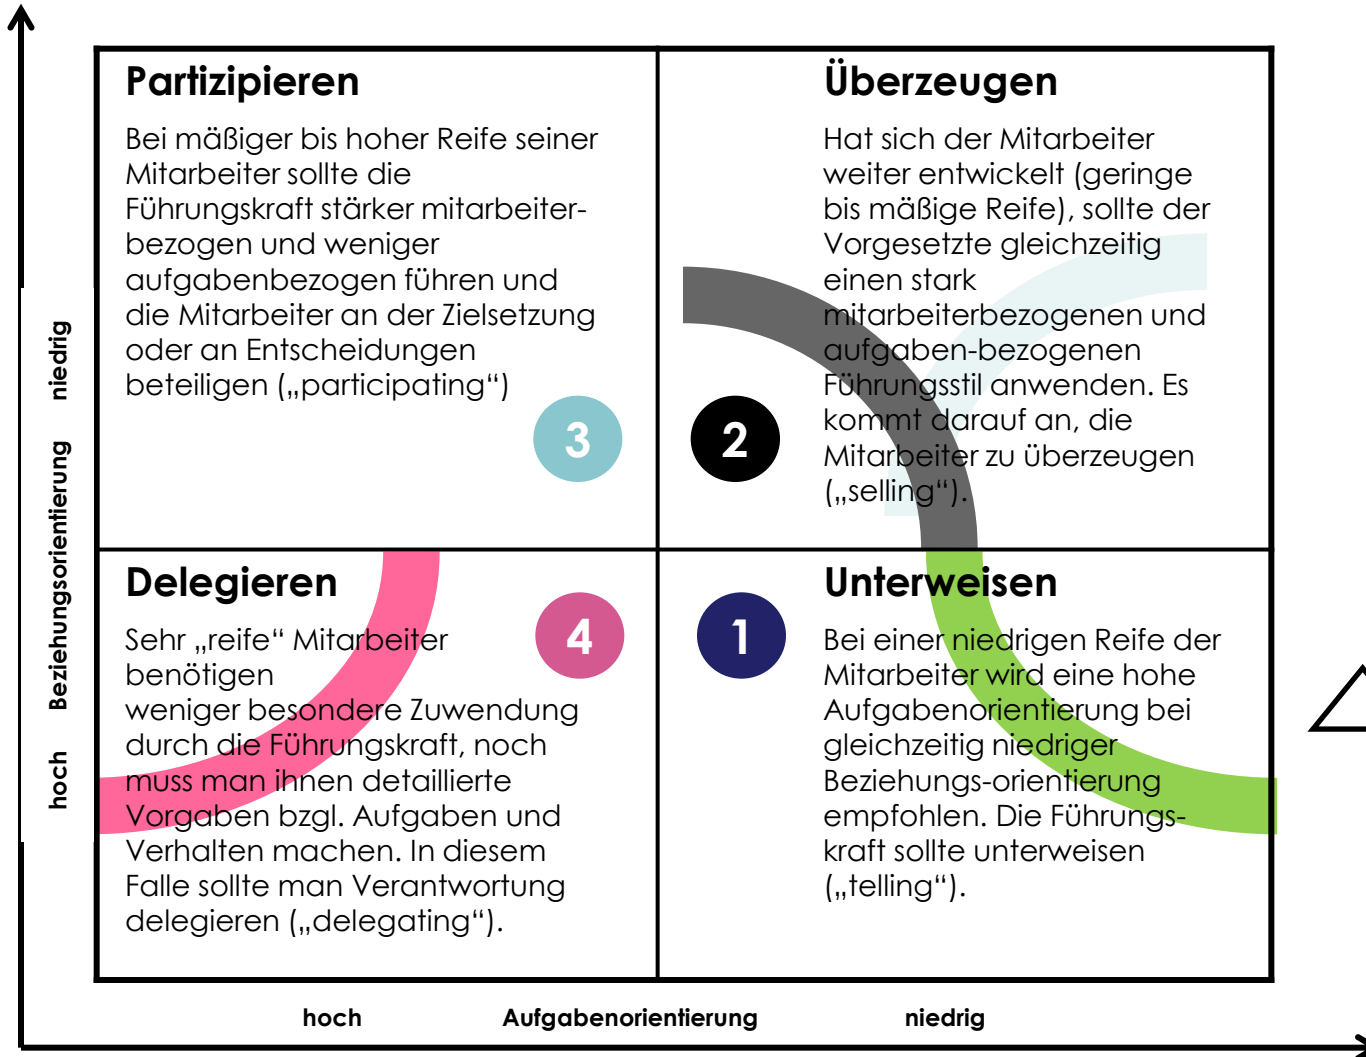 Partizipieren
Bei mäßiger bis hoher Reife seiner
Mitarbeiter sollte die
Führungskraft stärker mitarbeiter-
bezogen und weniger
aufgabenbezogen führen und
die Mitarbeiter an der Zielsetzung
oder an Entscheidungen
beteiligen („participating“)
3
Überzeugen
Hat sich der Mitarbeiter
weiter entwickelt (geringe
bis mäßige Reife), sollte der
Vorgesetzte gleichzeitig
einen stark
mitarbeiterbezogenen und
aufgaben-bezogenen
Führungsstil anwenden. Es
kommt darauf an, die
Mitarbeiter zu überzeugen
(„selling“).
2
Delegieren
Sehr „reife“ Mitarbeiter
benötigen
weniger besondere Zuwendung
durch die Führungskraft, noch
muss man ihnen detaillierte
Vorgaben bzgl. Aufgaben und
Verhalten machen. In diesem
Falle sollte man Verantwortung
delegieren („delegating“).
4
Unterweisen
Bei einer niedrigen Reife der
Mitarbeiter wird eine hohe
Aufgabenorientierung bei
gleichzeitig niedriger
Beziehungs-orientierung
empfohlen. Die Führungs-
kraft sollte unterweisen
(„telling“).
1
hoch Beziehungsorientierung niedrig
hoch Aufgabenorientierung niedrig